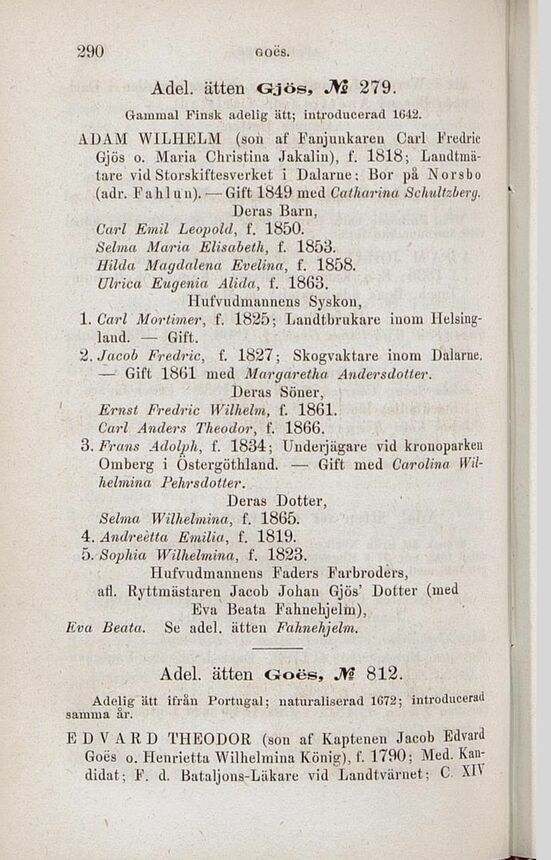 290 GOËS.
Adel. ätten Gjös, № 279.
Gammal Finsk adelig ätt; introducerad 1642.
ADAM WILHELM (son af Fanjunkaren Carl Fredric
Gjös o. Maria Christina Jakalin), f. 1818; Landtmä-
tare vid Storskiftesverket i Dalarne; Bor på Norsbo
(adr. Fahlun). — Gift 1849 med Catharina Schultzberg.
Deras Barn,
Carl Emil Leopold, f. 1850.
Selma Maria Elisabeth, f. 1853.
Hilda Magdalena Evelina, f. 1858.
Ulrica Eugenia Alida, f. 1863.
Hufvudmannens Syskon,
1. Carl Mortimer, f. 1825; Landtbrukare inom Helsing-
land. — Gift.
2. Jacob Fredric, f. 1827; Skogvaktare inom Dalarne.
— Gift 1861 med Margaretha Andersdotter.
Deras Söner,
Ernst Fredric Wilhelm, f. 1861.
Carl Anders Theodor, f. 1866.
3. Frans Adolph, f. 1834; Underjägare vid kronoparken
Omberg i Östergöthland. — Gift med Carolina Wil-
helmina Pehrsdotter.
Deras Dotter,
Selma Wilhelmina, f. 1865.
4. Andreètta Emilia, f. 1819.
5. Sophia Wilhelmina, f. 1823.
Hufvudmannens Faders Farbroders,
afl. Ryttmästaren Jacob Johan Gjös' Dotter (med
Eva Beata Fahnehjelm),
Eva Beata. Se adel. ätten Fahnehjelm.
Adel. ätten Goës, № 812.
Adelig ätt ifrån Portugal; naturaliserad 1672; introducerad
samma år.
EDVARD THEODOR (son af Kaptenen Jacob Edvard
Goës o. Henrietta Wilhelmina König), f. 1790; Med. Kan-
didat; F. d. Bataljons-Läkare vid Landtvärnet; C XIV